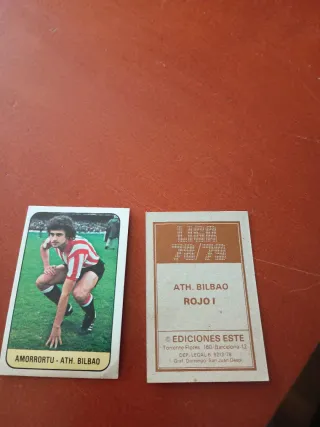 AMORRORTU - ATH. BILBAO
LIGA
78/79
ATH. BILBAO
ROJO I
© EDICIONES ESTE